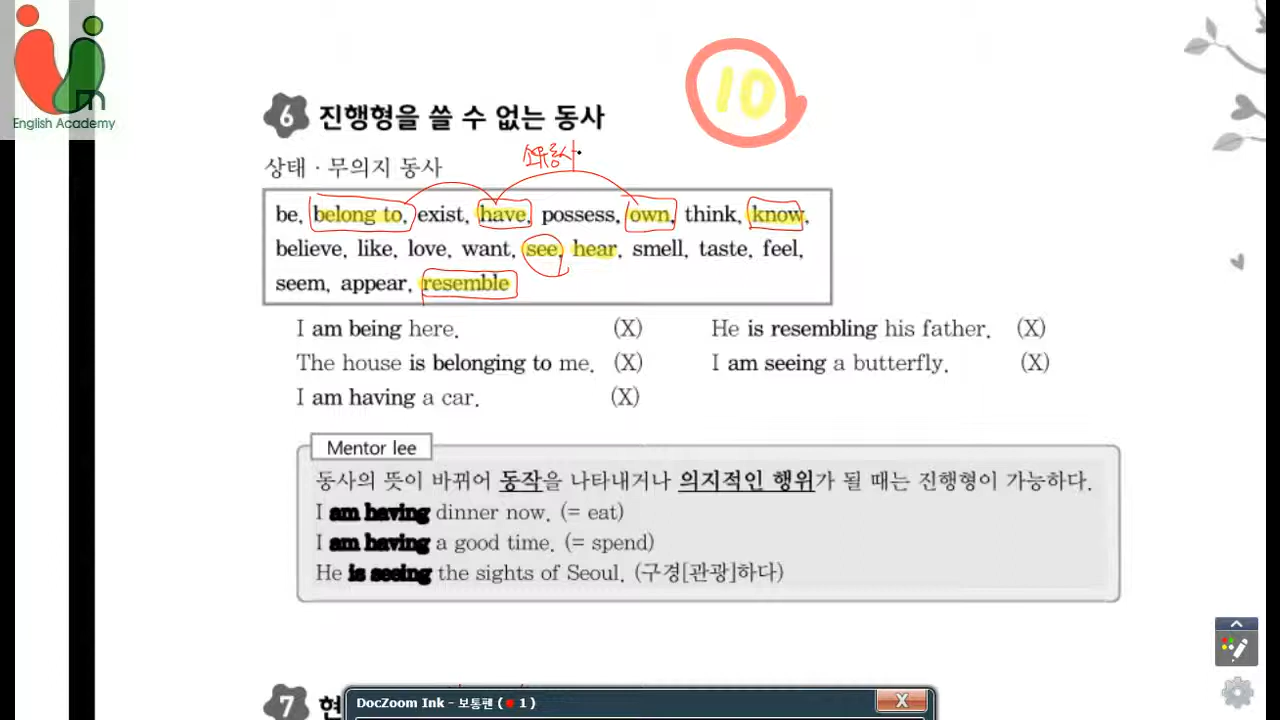 English Academy
10
6 진행형을 쓸 수 없는 동사
소유동사
상태 · 무의지 동사
be, belong to, exist, have, possess, own, think, know,
believe, like, love, want, see, hear, smell, taste, feel,
seem, appear, resemble
I am being here. (X) He is resembling his father. (X)
The house is belonging to me. (X) I am seeing a butterfly. (X)
I am having a car. (X)
Mentor lee
동사의 뜻이 바뀌어 동작을 나타내거나 의지적인 행위가 될 때는 진행형이 가능하다.
I am having dinner now. (= eat)
I am having a good time. (= spend)
He is seeing the sights of Seoul. (구경[관광]하다)
7 현
DocZoom Ink - 보통펜 ( 1 )